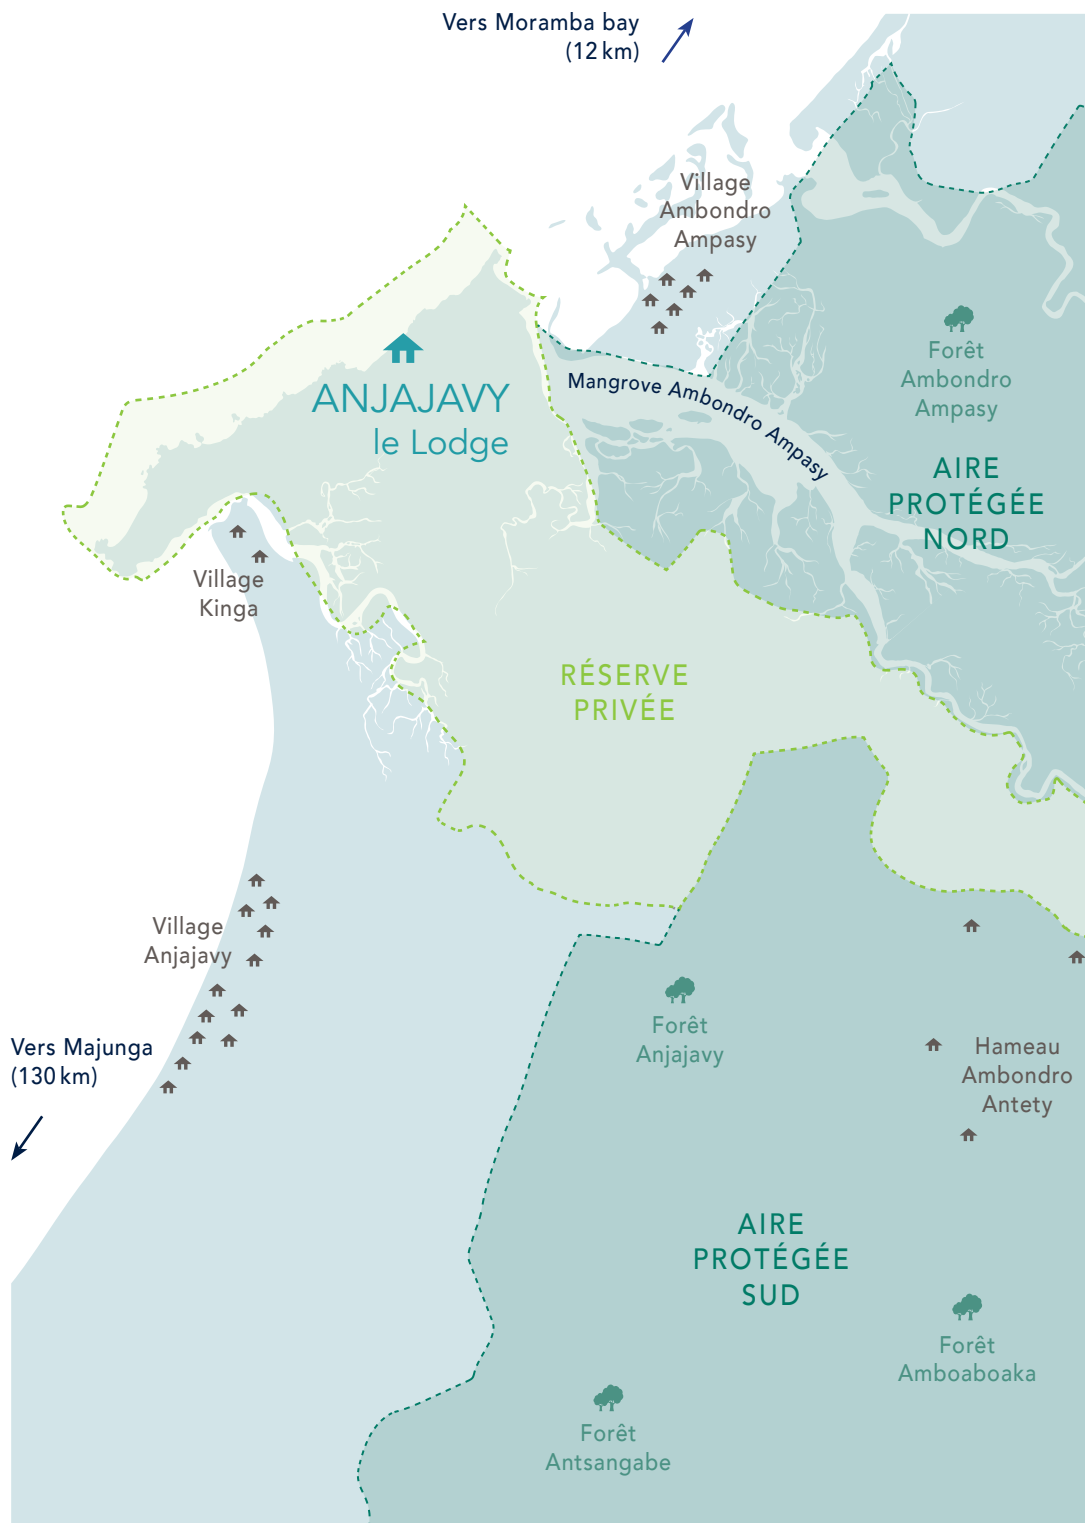 Vers Moramba bay
(12 km)
Village
Ambondro
Ampasy
ANJAJAVY
le Lodge
Mangrove Ambondro Ampasy
Forêt
Ambondro
Ampasy
AIRE
PROTÉGÉE
NORD
Village
Kinga
RÉSERVE
PRIVÉE
Village
Anjajavy
Vers Majunga
(130 km)
Forêt
Anjajavy
Hameau
Ambondro
Antety
AIRE
PROTÉGÉE
SUD
Forêt
Amboaboaka
Forêt
Antsangabe